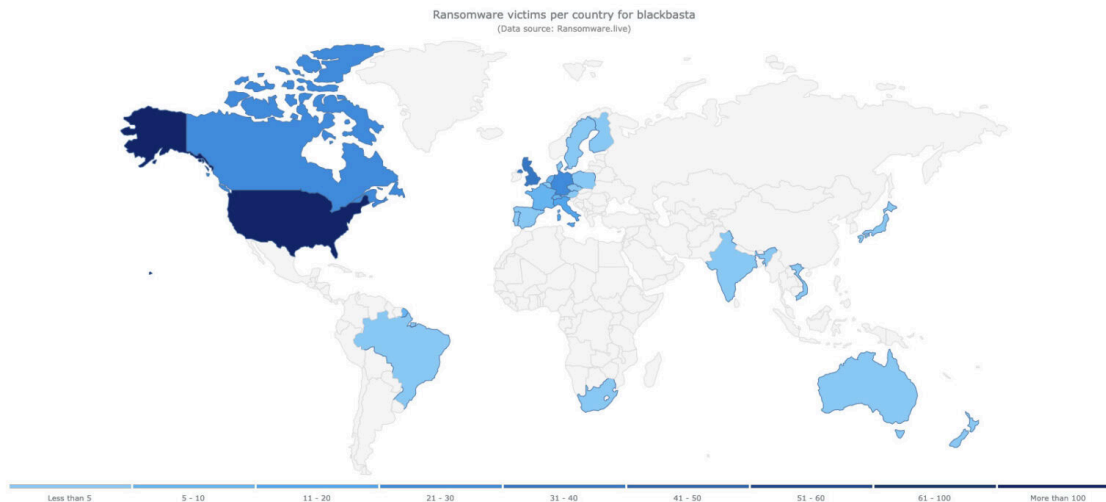 Ransomware victims per country for blackbasta
(Data source: Ransomware.live)
Less than 5
5 - 10
11 - 20
21 - 30
31 - 40
41 - 50
51 - 60
61 - 100
More than 100